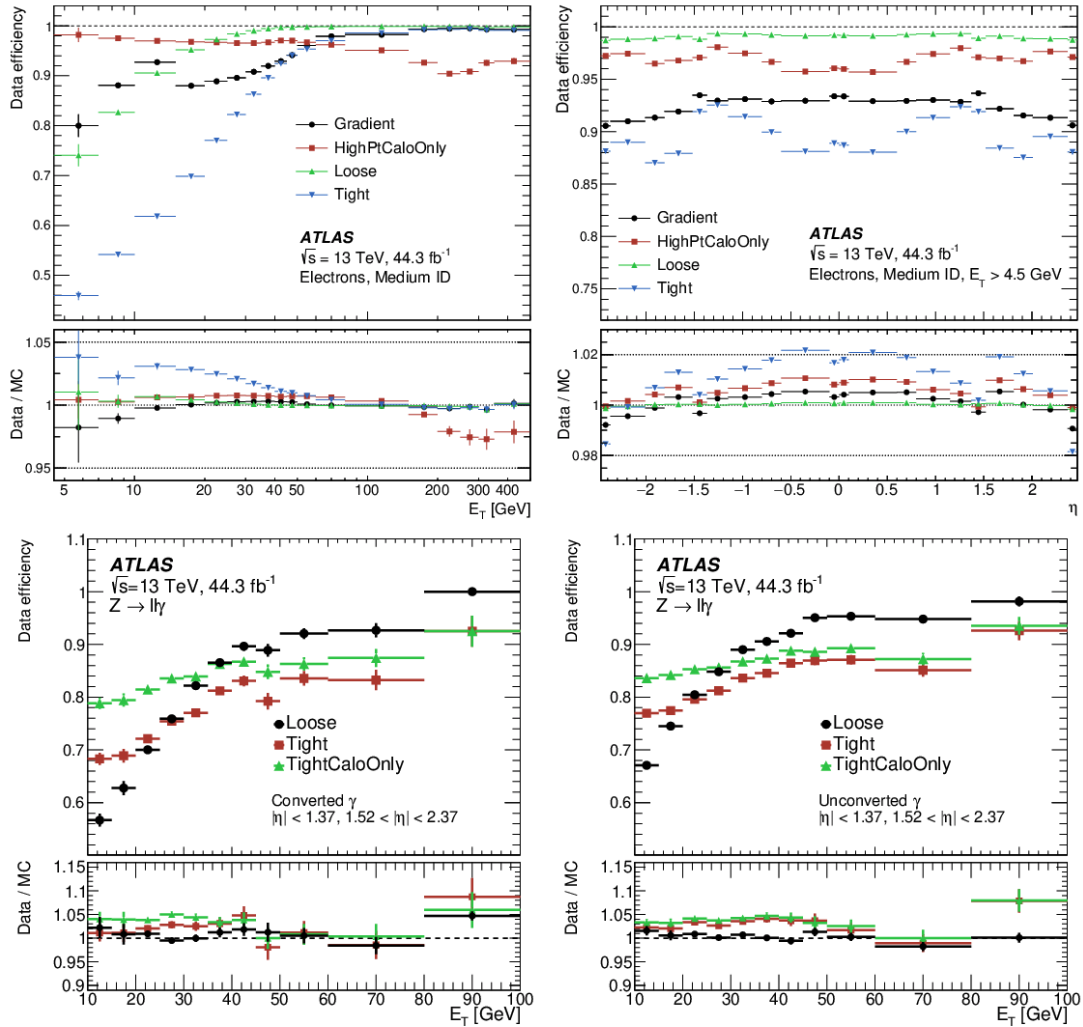 Data efficiency
1
0.9
0.8
0.7
0.6
0.5
Gradient
HighPtCaloOnly
Loose
Tight
ATLAS
√s = 13 TeV, 44.3 fb⁻¹
Electrons, Medium ID
Data / MC
1.05
1
0.95
5
10
20
30
40
50
100
200
300
400
E_T [GeV]
Data efficiency
1
0.95
0.9
0.85
0.8
0.75
Gradient
HighPtCaloOnly
Loose
Tight
ATLAS
√s = 13 TeV, 44.3 fb⁻¹
Electrons, Medium ID, E_T > 4.5 GeV
Data / MC
1.02
1
0.98
−2
−1.5
−1
−0.5
0
0.5
1
1.5
2
η
Data efficiency
1.1
1
0.9
0.8
0.7
0.6
ATLAS
√s=13 TeV, 44.3 fb⁻¹
Z → llγ
Loose
Tight
TightCaloOnly
Converted γ
|η| < 1.37, 1.52 < |η| < 2.37
Data / MC
1.15
1.1
1.05
1
0.95
0.9
10
20
30
40
50
60
70
80
90
100
E_T [GeV]
Data efficiency
1.1
1
0.9
0.8
0.7
0.6
ATLAS
√s=13 TeV, 44.3 fb⁻¹
Z → llγ
Loose
Tight
TightCaloOnly
Unconverted γ
|η| < 1.37, 1.52 < |η| < 2.37
Data / MC
1.15
1.1
1.05
1
0.95
0.9
10
20
30
40
50
60
70
80
90
100
E_T [GeV]